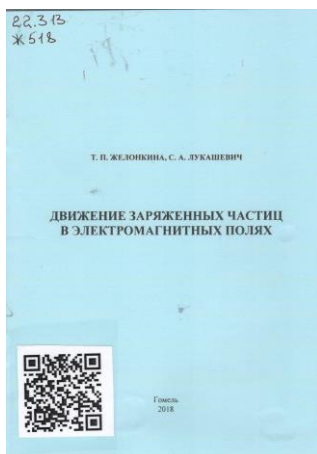 22.313
Ж518
Т. П. ЖЕЛОНКИНА, С. А. ЛУКАШЕВИЧ
ДВИЖЕНИЕ ЗАРЯЖЕННЫХ ЧАСТИЦ
В ЭЛЕКТРОМАГНИТНЫХ ПОЛЯХ
Гомель
2018